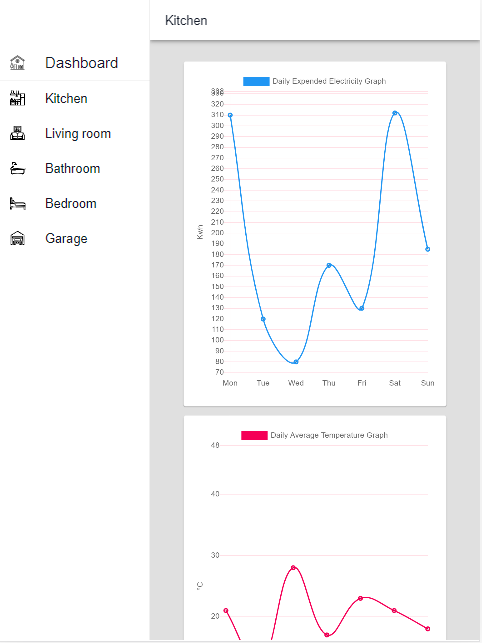 Kitchen
Dashboard
Kitchen
Living room
Bathroom
Bedroom
Garage
Daily Expended Electricity Graph
320
310
300
290
280
270
260
250
240
230
220
210
200
190
180
170
160
150
140
130
120
110
100
90
80
70
Kwh
Mon Tue Wed Thu Fri Sat Sun
Daily Average Temperature Graph
48
40
30
20
°C